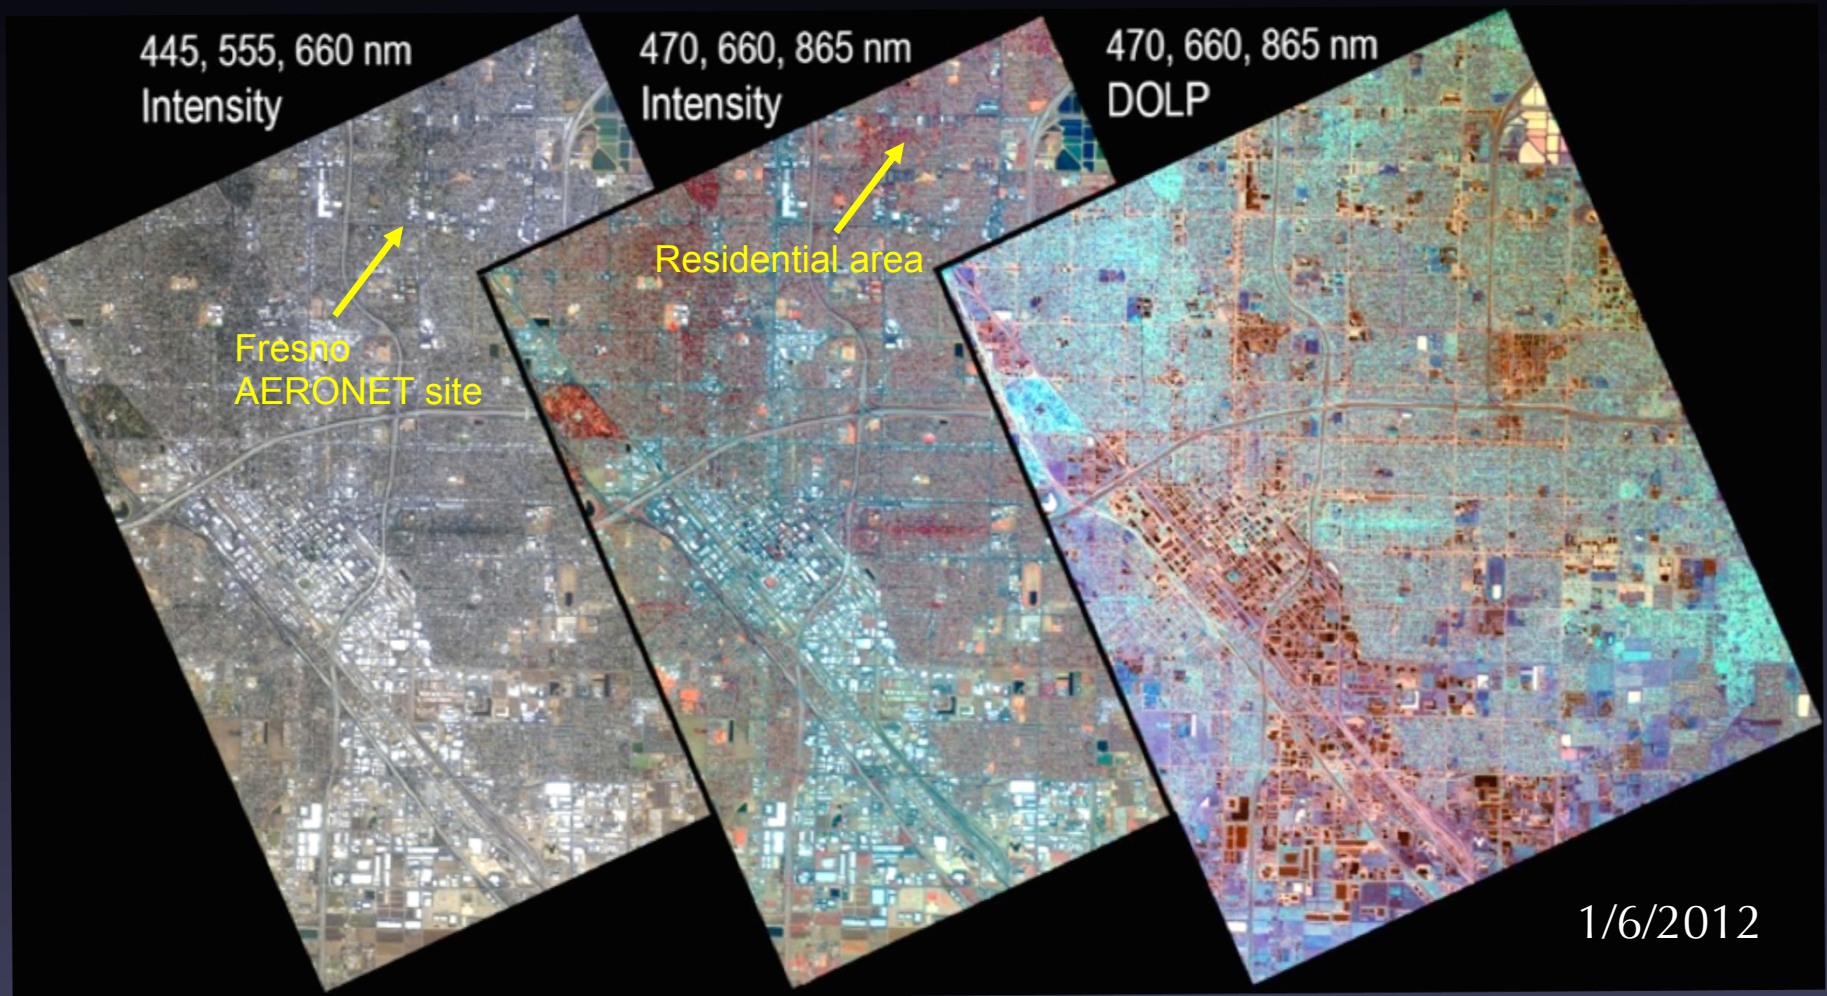 445, 555, 660 nm
Intensity
470, 660, 865 nm
Intensity
470, 660, 865 nm
DOLP
Residential area
Fresno
AERONET site
1/6/2012